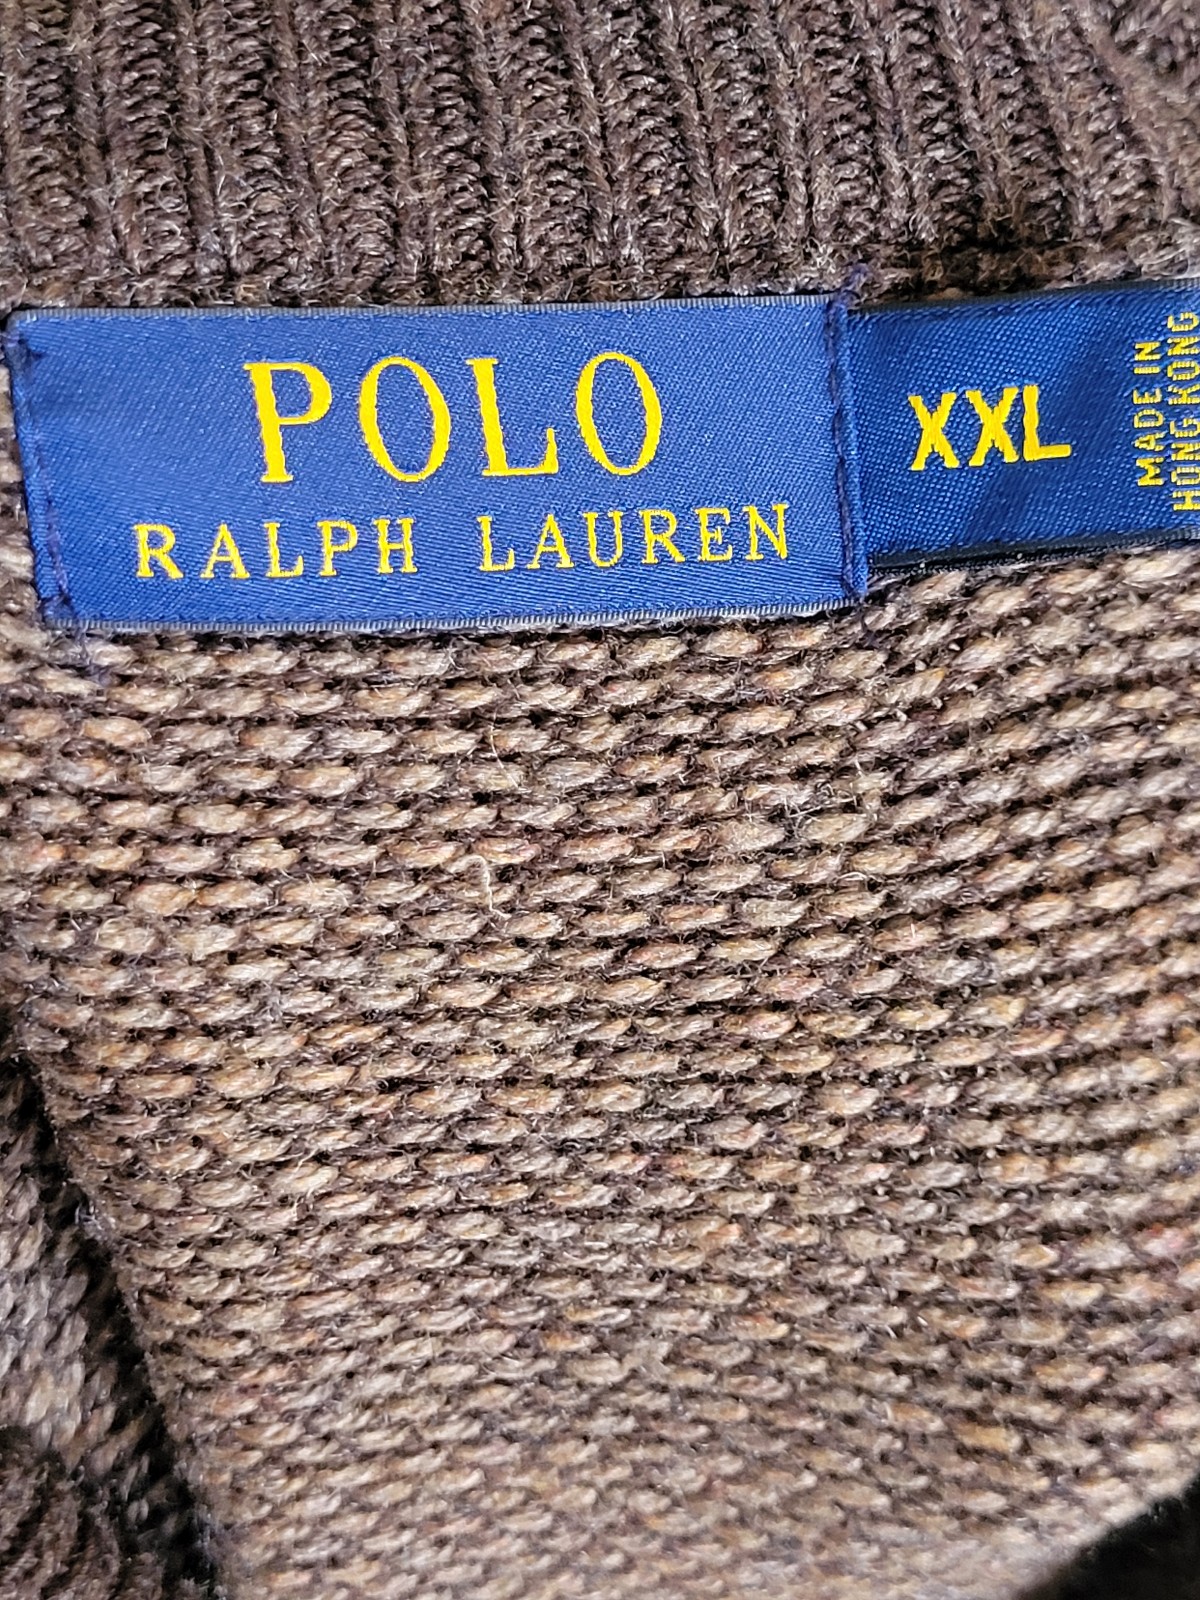 POLO
RALPH LAUREN
XXL
MADE IN
HONG KONG